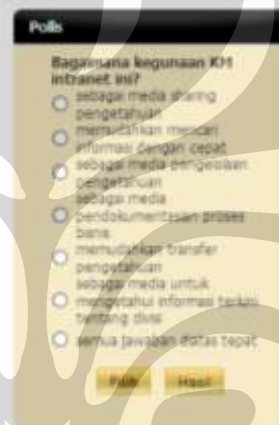 Polls
Bagaimana kegunaan KM
intranet ini?
sebagai media sharing
pengetahuan
memudahkan mencari
informasi dengan cepat
sebagai media pengelolaan
pengetahuan
sebagai media
pendokumentasian proses
bisnis
memudahkan transfer
pengetahuan
sebagai media untuk
mengetahui informasi terkini
tentang divisi
semua jawaban diatas tepat
Pilih Hasil